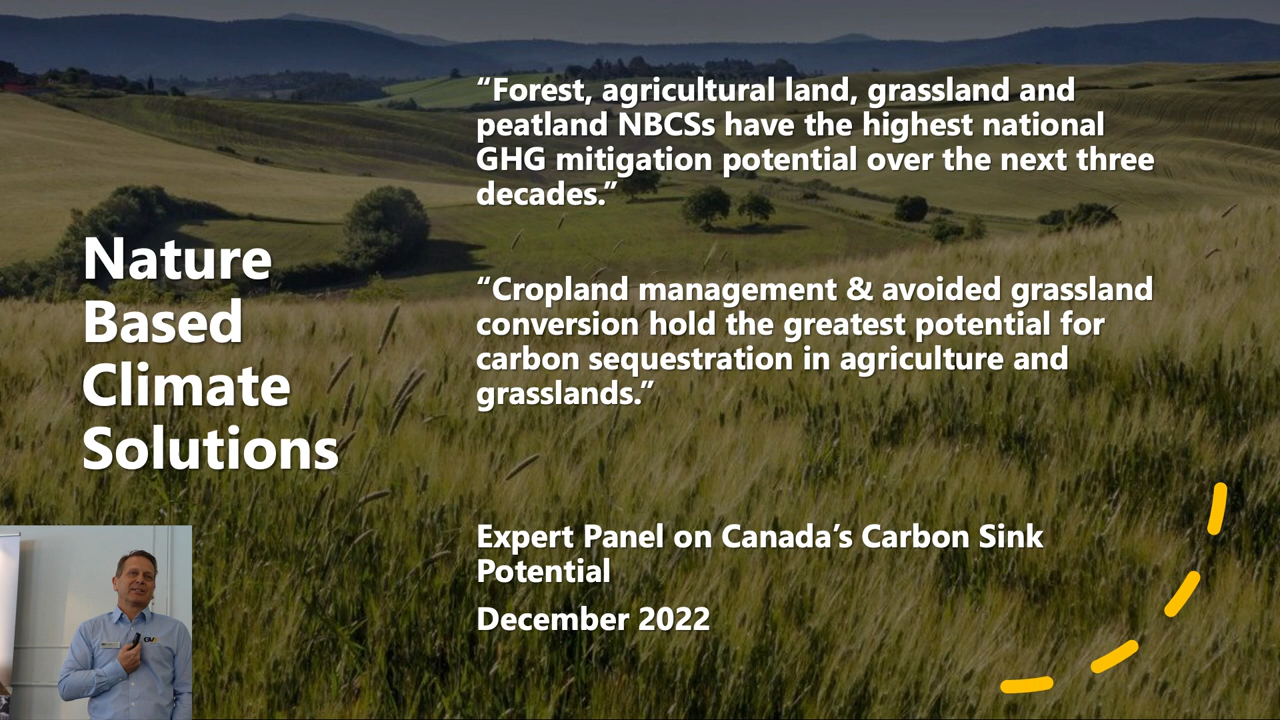 Nature
Based
Climate
Solutions
“Forest, agricultural land, grassland and
peatland NBCSs have the highest national
GHG mitigation potential over the next three
decades.”
“Cropland management & avoided grassland
conversion hold the greatest potential for
carbon sequestration in agriculture and
grasslands.”
Expert Panel on Canada’s Carbon Sink
Potential
December 2022